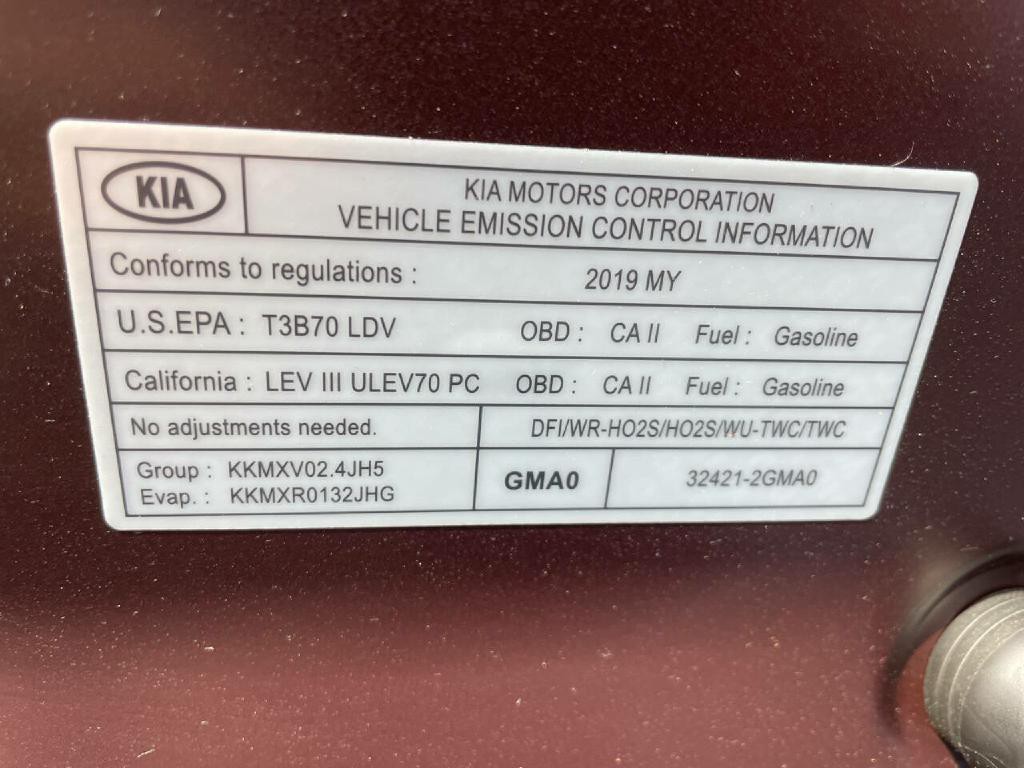 KIA
KIA MOTORS CORPORATION
VEHICLE EMISSION CONTROL INFORMATION
Conforms to regulations : 2019 MY
U.S.EPA : T3B70 LDV OBD : CA II Fuel : Gasoline
California : LEV III ULEV70 PC OBD : CA II Fuel : Gasoline
No adjustments needed. DFI/WR-HO2S/HO2S/WU-TWC/TWC
Group : KKMXV02.4JH5
Evap. : KKMXR0132JHG
GMA0 32421-2GMA0